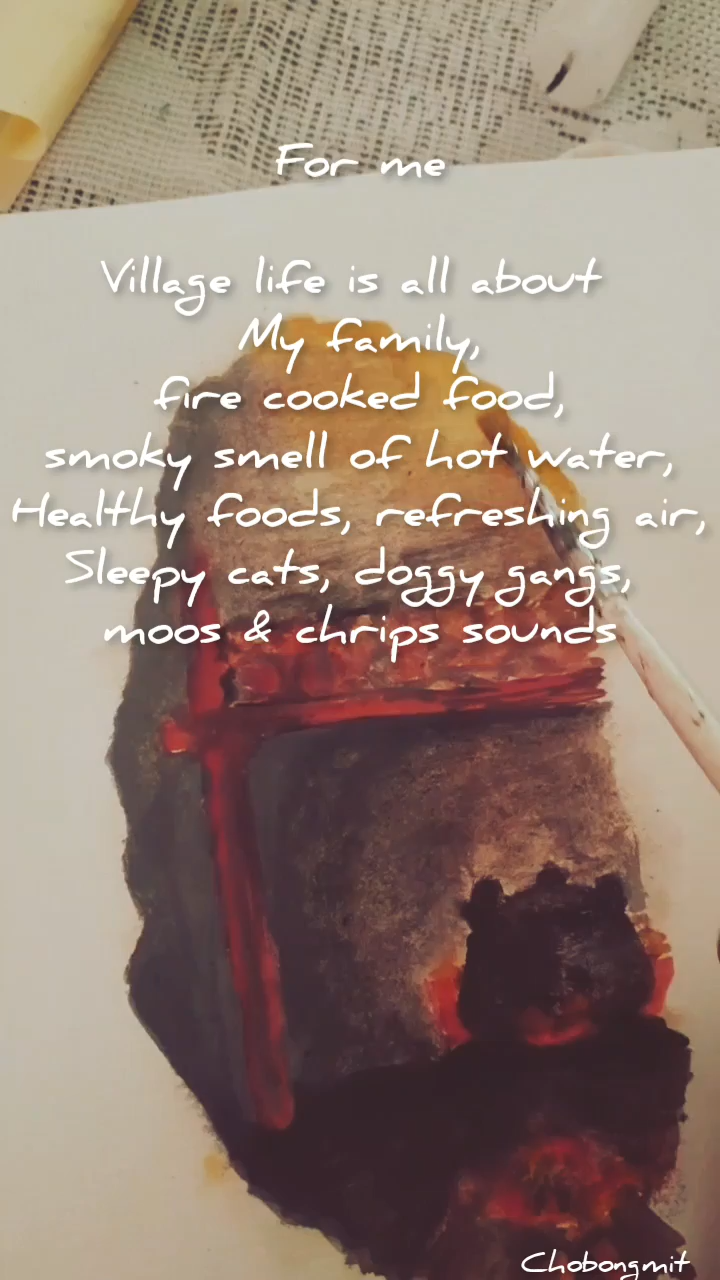 For me
Village life is all about
My family,
fire cooked food,
smoky smell of hot water,
Healthy foods, refreshing air,
Sleepy cats, doggy gangs,
moos & chrips sounds
Chobongmit